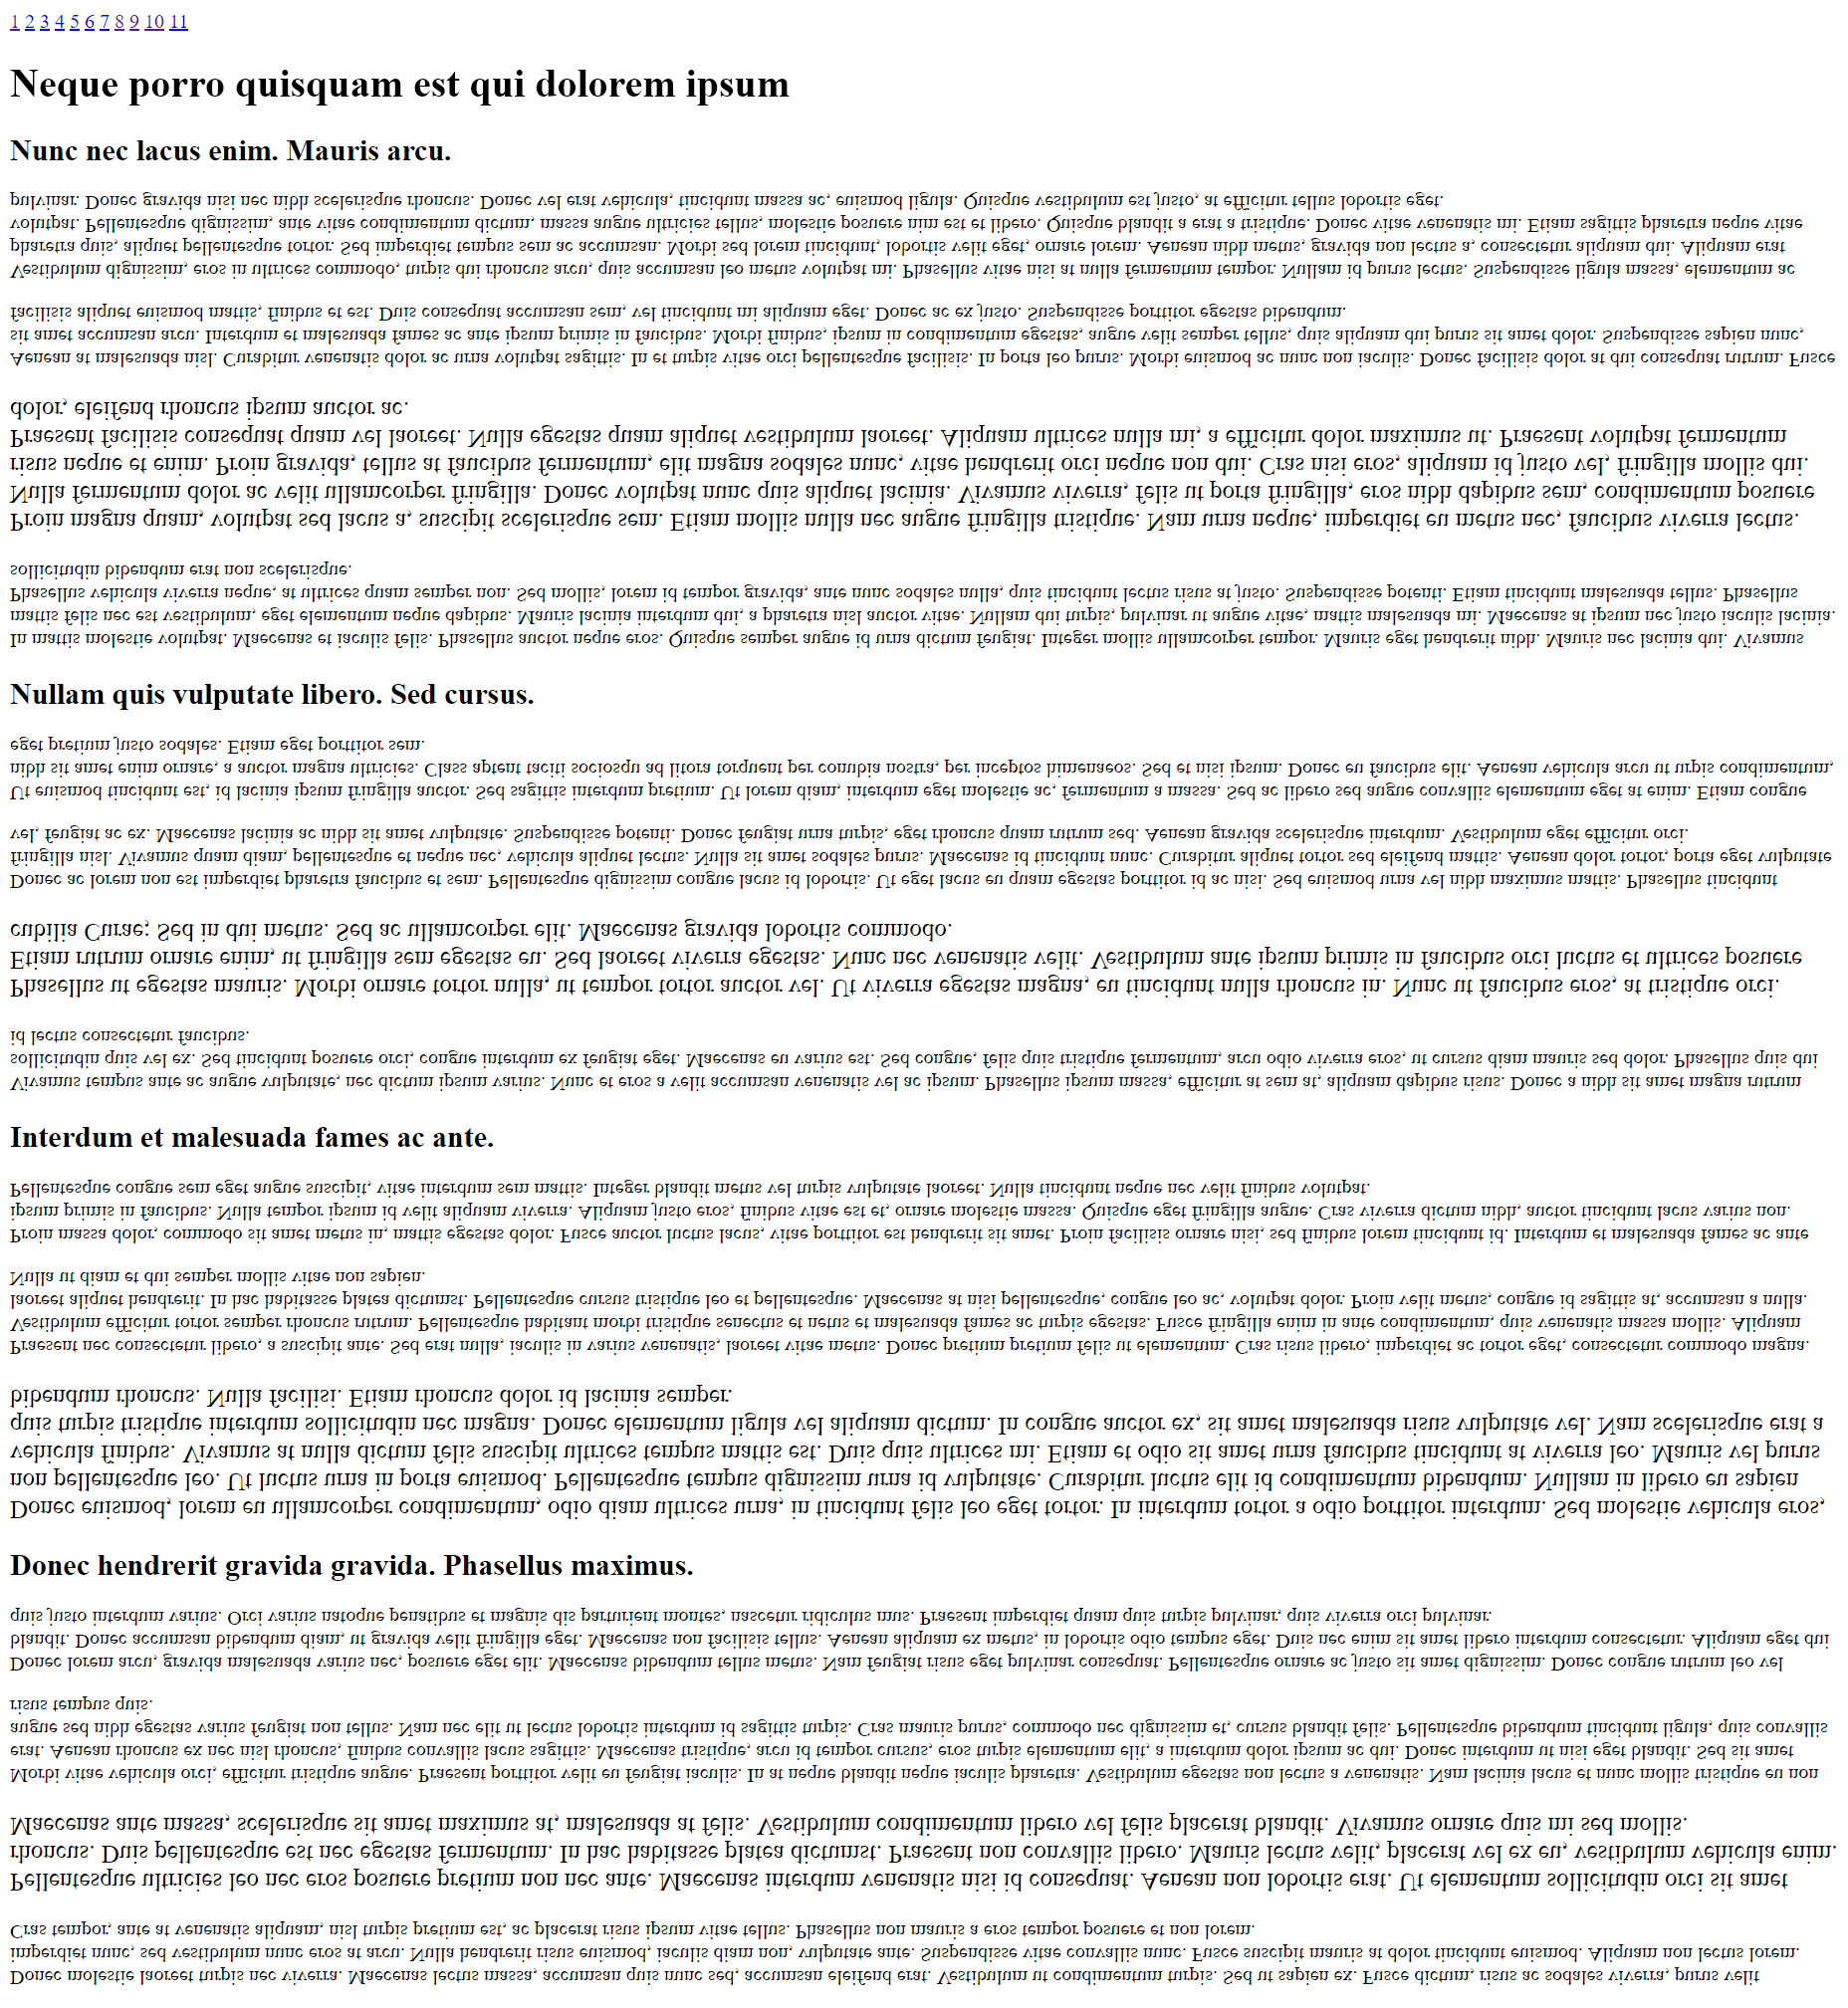 1 2 3 4 5 6 7 8 9 10 11
Neque porro quisquam est qui dolorem ipsum
Nunc nec lacus enim. Mauris arcu.
Vestibulum dignissim, eros in ultrices commodo, turpis dui rhoncus arcu, quis accumsan leo metus volutpat mi. Phasellus vitae nisi at nulla fermentum tempor. Nullam id purus lectus. Suspendisse ligula massa, elementum ac
pharetra quis, aliquet pellentesque tortor. Sed imperdiet tempus sem ac accumsan. Morbi sed lorem tincidunt, lobortis velit eget, ornare lorem. Aenean nibh metus, gravida non lectus a, consectetur aliquam dui. Aliquam erat
volutpat. Pellentesque dignissim, ante vitae condimentum dictum, massa augue ultricies tellus, molestie posuere nim est et libero. Quisque blandit a erat a tristique. Donec vitae venenatis mi. Etiam sagittis pharetra neque vitae
pulvinar. Donec gravida nisi nec nibh scelerisque rhoncus. Donec vel erat vehicula, tincidunt massa ac, euismod ligula. Quisque vestibulum est justo, at efficitur tellus lobortis eget.
Aenean at malesuada nisl. Curabitur venenatis dolor ac urna volutpat sagittis. In et turpis vitae orci pellentesque facilisis. In porta leo purus. Morbi euismod ac nunc non iaculis. Donec facilisis dolor at dui consequat rutrum. Fusce
sit amet accumsan arcu. Interdum et malesuada fames ac ante ipsum primis in faucibus. Morbi finibus, ipsum in condimentum egestas, augue velit semper tellus, quis aliquam dui purus sit amet dolor. Suspendisse sapien nunc,
facilisis aliquet euismod mattis, finibus et est. Duis consequat accumsan sem, vel tincidunt mi aliquam eget. Donec ac ex justo. Suspendisse porttitor egestas bibendum.
Proin magna quam, volutpat sed lacus a, suscipit scelerisque sem. Etiam mollis nulla nec augue fringilla tristique. Nam urna neque, imperdiet eu metus nec, faucibus viverra lectus.
Nulla fermentum dolor ac velit ullamcorper fringilla. Donec volutpat nunc quis aliquet lacinia. Vivamus viverra, felis ut porta fringilla, eros nibh dapibus sem, condimentum posuere
risus neque et enim. Proin gravida, tellus at faucibus fermentum, elit magna sodales nunc, vitae hendrerit orci neque non dui. Cras nisi eros, aliquam id justo vel, fringilla mollis dui.
Praesent facilisis consequat quam vel laoreet. Nulla egestas quam aliquet vestibulum laoreet. Aliquam ultrices nulla mi, a efficitur dolor maximus ut. Praesent volutpat fermentum
dolor, eleifend rhoncus ipsum auctor ac.
In mattis molestie volutpat. Maecenas et iaculis felis. Phasellus auctor neque eros. Quisque semper augue id urna dictum feugiat. Integer mollis ullamcorper tempor. Mauris eget hendrerit nibh. Mauris nec lacinia dui. Vivamus
mattis felis nec est vestibulum, eget elementum neque dapibus. Mauris lacinia interdum dui, a pharetra nisl auctor vitae. Nullam dui turpis, pulvinar ut augue vitae, mattis malesuada mi. Maecenas at ipsum nec justo iaculis lacinia.
Phasellus vehicula viverra neque, at ultrices quam semper non. Sed mollis, lorem id tempor gravida, ante nunc sodales nulla, quis tincidunt lectus risus at justo. Suspendisse potenti. Etiam tincidunt malesuada tellus. Phasellus
sollicitudin bibendum erat non scelerisque.
Nullam quis vulputate libero. Sed cursus.
Ut euismod tincidunt est, id lacinia ipsum fringilla auctor. Sed sagittis interdum pretium. Ut lorem diam, interdum eget molestie ac, fermentum a massa. Sed ac libero sed augue convallis elementum eget at enim. Etiam congue
nibh sit amet enim ornare, a auctor magna ultricies. Class aptent taciti sociosqu ad litora torquent per conubia nostra, per inceptos himenaeos. Sed et nisi ipsum. Donec eu faucibus elit. Aenean vehicula arcu ut turpis condimentum,
eget pretium justo sodales. Etiam eget porttitor sem.
Donec ac lorem non est imperdiet pharetra faucibus et sem. Pellentesque dignissim congue lacus id lobortis. Ut eget lacus eu quam egestas porttitor id ac nisi. Sed euismod urna vel nibh maximus mattis. Phasellus tincidunt
fringilla nisl. Vivamus quam diam, pellentesque et neque nec, vehicula aliquet lectus. Nulla sit amet sodales purus. Maecenas id tincidunt nunc. Curabitur aliquet tortor sed eleifend mattis. Aenean dolor tortor, porta eget vulputate
vel, feugiat ac ex. Maecenas lacinia ac nibh sit amet vulputate. Suspendisse potenti. Donec feugiat urna turpis, eget rhoncus quam rutrum sed. Aenean gravida scelerisque interdum. Vestibulum eget efficitur orci.
Phasellus ut egestas mauris. Morbi ornare tortor nulla, ut tempor tortor auctor vel. Ut viverra egestas magna, eu tincidunt nulla rhoncus in. Nunc ut faucibus eros, at tristique orci.
Etiam rutrum ornare enim, ut fringilla sem egestas eu. Sed laoreet viverra egestas. Nunc nec venenatis velit. Vestibulum ante ipsum primis in faucibus orci luctus et ultrices posuere
cubilia Curae; Sed in dui metus. Sed ac ullamcorper elit. Maecenas gravida lobortis commodo.
Vivamus tempus ante ac augue vulputate, nec dictum ipsum varius. Nunc et eros a velit accumsan venenatis vel ac ipsum. Phasellus ipsum massa, efficitur at sem at, aliquam dapibus risus. Donec a nibh sit amet magna rutrum
sollicitudin quis vel ex. Sed tincidunt posuere orci, congue interdum ex feugiat eget. Maecenas eu varius est. Sed congue, felis quis tristique fermentum, arcu odio viverra eros, ut cursus diam mauris sed dolor. Phasellus quis dui
id lectus consectetur faucibus.
Interdum et malesuada fames ac ante.
Proin massa dolor, commodo sit amet metus in, mattis egestas dolor. Fusce auctor luctus lacus, vitae porttitor est hendrerit sit amet. Proin facilisis ornare nisi, sed finibus lorem tincidunt id. Interdum et malesuada fames ac ante
ipsum primis in faucibus. Nulla tempor ipsum id velit aliquam viverra. Aliquam justo eros, finibus vitae est et, ornare molestie massa. Quisque eget fringilla augue. Cras viverra dictum nibh, auctor tincidunt lacus varius non.
Pellentesque congue sem eget augue suscipit, vitae interdum sem mattis. Integer blandit metus vel turpis vulputate laoreet. Nulla tincidunt neque nec velit finibus volutpat.
Praesent nec consectetur libero, a suscipit ante. Sed erat nulla, iaculis in varius venenatis, laoreet vitae metus. Donec pretium pretium felis ut elementum. Cras risus libero, imperdiet ac tortor eget, consectetur commodo magna.
Vestibulum efficitur tortor semper rhoncus rutrum. Pellentesque habitant morbi tristique senectus et netus et malesuada fames ac turpis egestas. Fusce fringilla enim in ante condimentum, quis venenatis massa mollis. Aliquam
laoreet aliquet hendrerit. In hac habitasse platea dictumst. Pellentesque cursus tristique leo et pellentesque. Maecenas at nisi pellentesque, congue leo ac, volutpat dolor. Proin velit metus, congue id sagittis at, accumsan a nulla.
Nulla ut diam et dui semper mollis vitae non sapien.
Donec euismod, lorem eu ullamcorper condimentum, odio diam ultrices urna, in tincidunt felis leo eget tortor. In interdum tortor a odio porttitor interdum. Sed molestie vehicula eros,
non pellentesque leo. Ut luctus urna in porta euismod. Pellentesque tempus dignissim urna id vulputate. Curabitur luctus elit id condimentum bibendum. Nullam in libero eu sapien
vehicula finibus. Vivamus at nulla dictum felis suscipit ultrices tempus mattis est. Duis quis ultrices mi. Etiam et odio sit amet urna faucibus tincidunt at viverra leo. Mauris vel purus
quis turpis tristique interdum sollicitudin nec magna. Donec elementum ligula vel aliquam dictum. In congue auctor ex, sit amet malesuada risus vulputate vel. Nam scelerisque erat a
bibendum rhoncus. Nulla facilisi. Etiam rhoncus dolor id lacinia semper.
Donec hendrerit gravida gravida. Phasellus maximus.
Donec lorem arcu, gravida malesuada varius nec, posuere eget elit. Maecenas bibendum tellus metus. Nam feugiat risus eget pulvinar consequat. Pellentesque ornare ac justo sit amet dignissim. Donec congue rutrum leo vel
blandit. Donec accumsan bibendum diam, ut gravida velit fringilla eget. Maecenas non facilisis tellus. Aenean aliquam ex metus, in lobortis odio tempus eget. Duis nec enim sit amet libero interdum consectetur. Aliquam eget dui
quis justo interdum varius. Orci varius natoque penatibus et magnis dis parturient montes, nascetur ridiculus mus. Praesent imperdiet quam quis turpis pulvinar, quis viverra orci pulvinar.
Morbi vitae vehicula orci, efficitur tristique augue. Praesent porttitor velit eu feugiat iaculis. In at neque blandit neque iaculis pharetra. Vestibulum egestas non lectus a venenatis. Nam lacinia lacus et nunc mollis tristique eu non
erat. Aenean rhoncus ex nec nisl rhoncus, finibus convallis lacus sagittis. Maecenas tristique, arcu id tempor cursus, eros turpis elementum elit, a interdum dolor ipsum ac dui. Donec interdum ut nisi eget blandit. Sed sit amet
augue sed nibh egestas varius feugiat non tellus. Nam nec elit ut lectus lobortis interdum id sagittis turpis. Cras mauris purus, commodo nec dignissim et, cursus blandit felis. Pellentesque bibendum tincidunt ligula, quis convallis
risus tempus quis.
Pellentesque ultricies leo nec eros posuere pretium non nec ante. Maecenas interdum venenatis nisi id consequat. Aenean non lobortis erat. Ut elementum sollicitudin orci sit amet
rhoncus. Duis pellentesque est nec egestas fermentum. In hac habitasse platea dictumst. Praesent non convallis libero. Mauris lectus velit, placerat vel ex eu, vestibulum vehicula enim.
Maecenas ante massa, scelerisque sit amet maximus at, malesuada at felis. Vestibulum condimentum libero vel felis placerat blandit. Vivamus ornare quis mi sed mollis.
Donec molestie laoreet turpis nec viverra. Maecenas lectus massa, accumsan quis nunc sed, accumsan eleifend erat. Vestibulum ut condimentum turpis. Sed ut sapien ex. Fusce dictum, risus ac sodales viverra, purus velit
imperdiet nunc, sed vestibulum nunc eros at arcu. Nulla hendrerit risus euismod, iaculis diam non, vulputate ante. Suspendisse vitae convallis nunc. Fusce suscipit mauris at dolor tincidunt euismod. Aliquam non lectus lorem.
Cras tempor, ante at venenatis aliquam, nisl turpis pretium est, ac placerat risus ipsum vitae tellus. Phasellus non mauris a eros tempor posuere et non lorem.